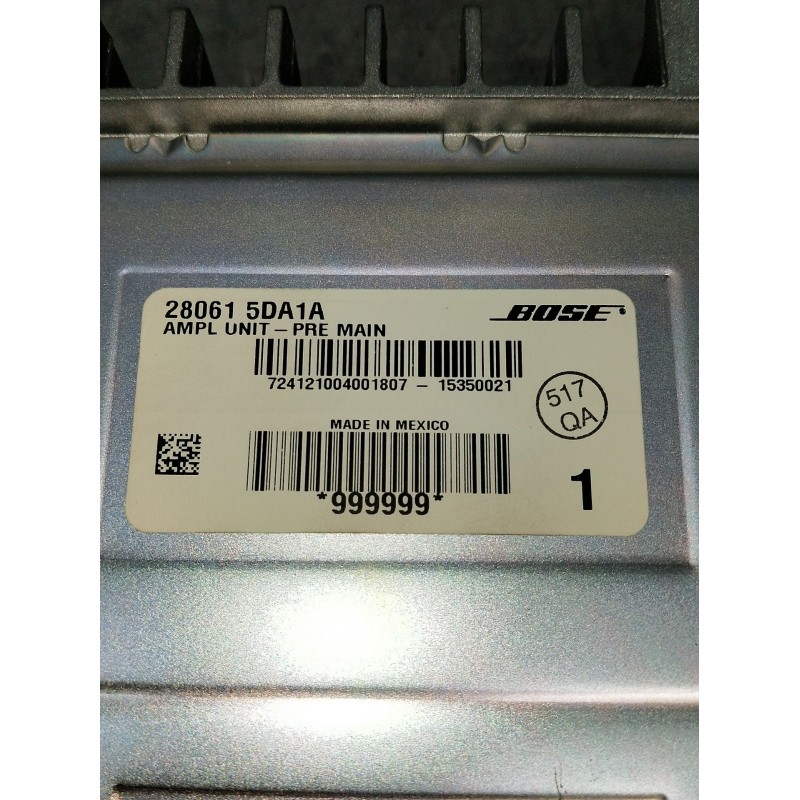 28061 5DA1A
BOSE®
AMPL UNIT – PRE MAIN
724121004001807 – 15350021
517
QA
MADE IN MEXICO
*999999*
1